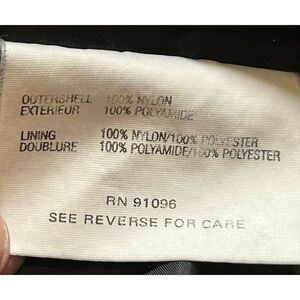 OUTERSHELL 100% NYLON
EXTERIEUR 100% POLYAMIDE
LINING 100% NYLON/100% POLYESTER
DOUBLURE 100% POLYAMIDE/100% POLYESTER
RN 91096
SEE REVERSE FOR CARE